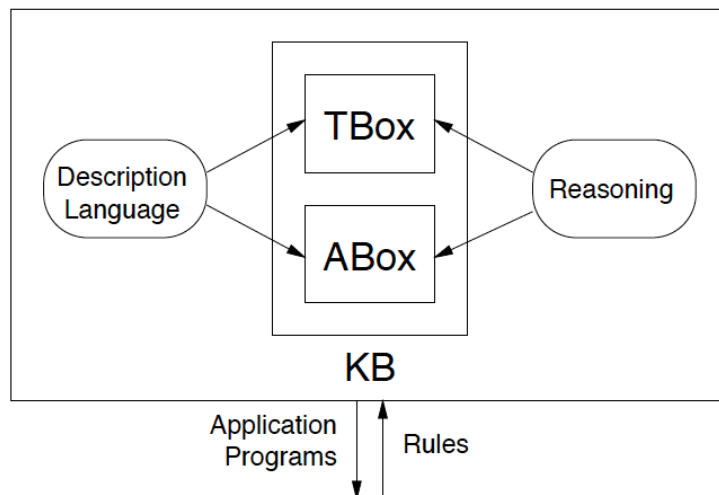 TBox
Description
Language
Reasoning
ABox
KB
Application
Programs
Rules